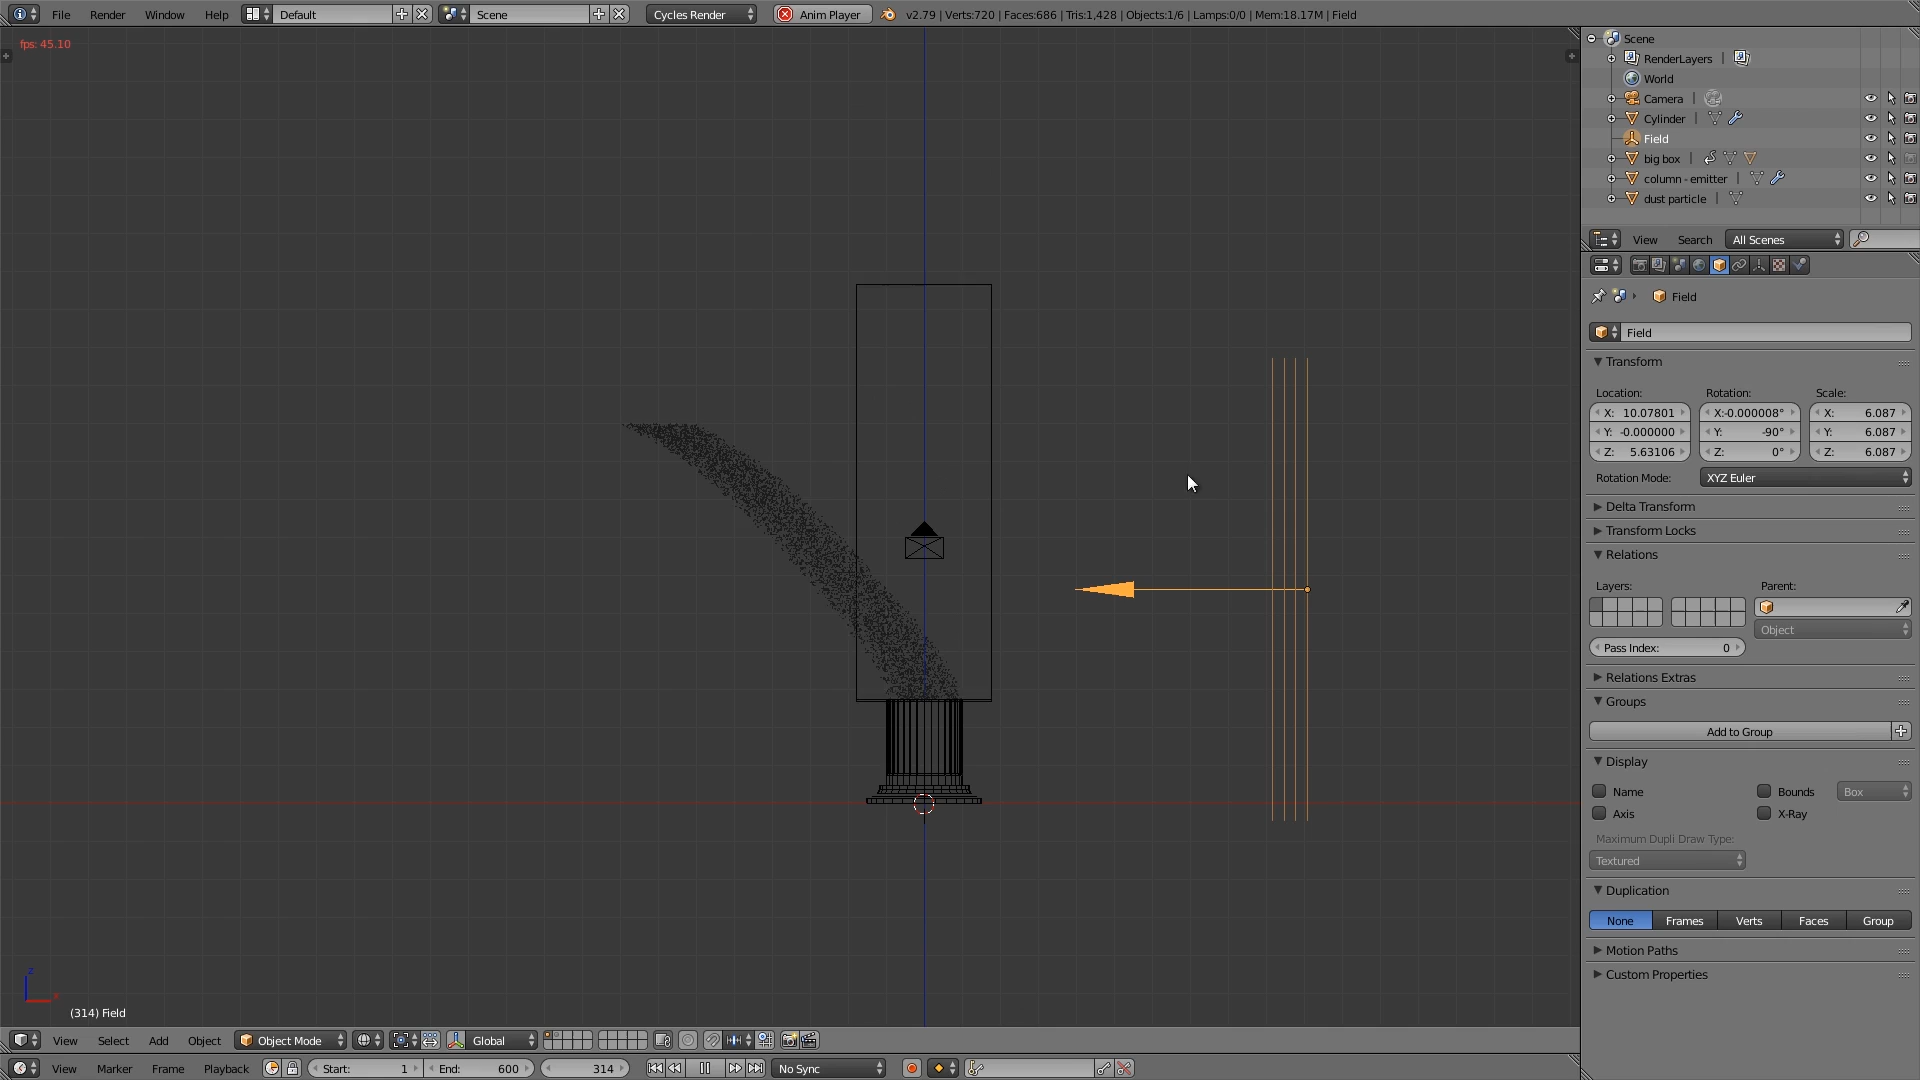 File Render Window Help Default Scene Cycles Render Anim Player v2.79 | Verts:720 | Faces:686 | Tris:1,428 | Objects:1/6 | Lamps:0/0 | Mem:18.17M | Field
fps: 45.10
Scene
RenderLayers |
World
Camera |
Cylinder |
Field
big box |
column - emitter |
dust particle |
View Search All Scenes
Field
Field
Transform
Location: Rotation: Scale:
X: 10.07801 X:-0.000008° X: 6.087
Y: -0.000000 Y: -90° Y: 6.087
Z: 5.63106 Z: 0° Z: 6.087
Rotation Mode: XYZ Euler
Delta Transform
Transform Locks
Relations
Layers: Parent:
Object
Pass Index: 0
Relations Extras
Groups
Add to Group
Display
Name Bounds Box
Axis X-Ray
Maximum Dupli Draw Type:
Textured
Duplication
None Frames Verts Faces Group
Motion Paths
Custom Properties
z
x
(314) Field
View Select Add Object Object Mode Global
View Marker Frame Playback Start: 1 End: 600 314 No Sync